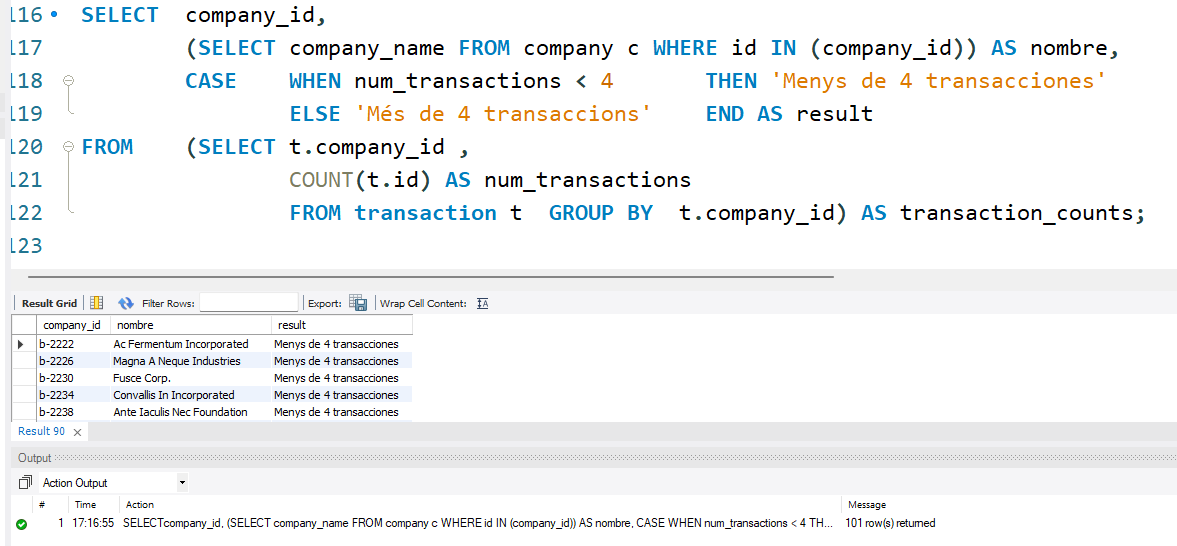 116 SELECT company_id,
117 (SELECT company_name FROM company c WHERE id IN (company_id)) AS nombre,
118 CASE WHEN num_transactions < 4 THEN 'Menys de 4 transacciones'
119 ELSE 'Més de 4 transaccions' END AS result
120 FROM (SELECT t.company_id ,
121 COUNT(t.id) AS num_transactions
122 FROM transaction t GROUP BY t.company_id) AS transaction_counts;
123
Result Grid Filter Rows: Export: Wrap Cell Content: IA
company_id nombre result
b-2222 Ac Fermentum Incorporated Menys de 4 transacciones
b-2226 Magna A Neque Industries Menys de 4 transacciones
b-2230 Fusce Corp. Menys de 4 transacciones
b-2234 Convallis In Incorporated Menys de 4 transacciones
b-2238 Ante Iaculis Nec Foundation Menys de 4 transacciones
Result 90 ×
Output
Action Output
# Time Action Message
1 17:16:55 SELECTcompany_id, (SELECT company_name FROM company c WHERE id IN (company_id)) AS nombre, CASE WHEN num_transactions < 4 TH... 101 row(s) returned